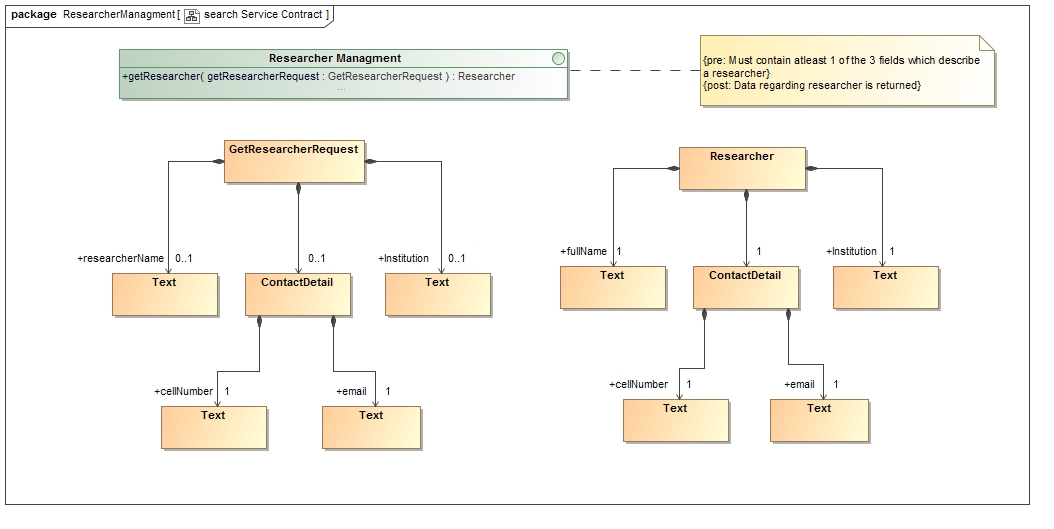 package ResearcherManagment[ search Service Contract ]
Researcher Managment
+getResearcher( getResearcherRequest : GetResearcherRequest ) : Researcher
...
{pre: Must contain atleast 1 of the 3 fields which describe
a researcher}
{post: Data regarding researcher is returned}
GetResearcherRequest
+researcherName 0..1
0..1
+Institution 0..1
Text
ContactDetail
Text
+cellNumber 1
+email 1
Text
Text
Researcher
+fullName 1
1
+Institution 1
Text
ContactDetail
Text
+cellNumber 1
+email 1
Text
Text